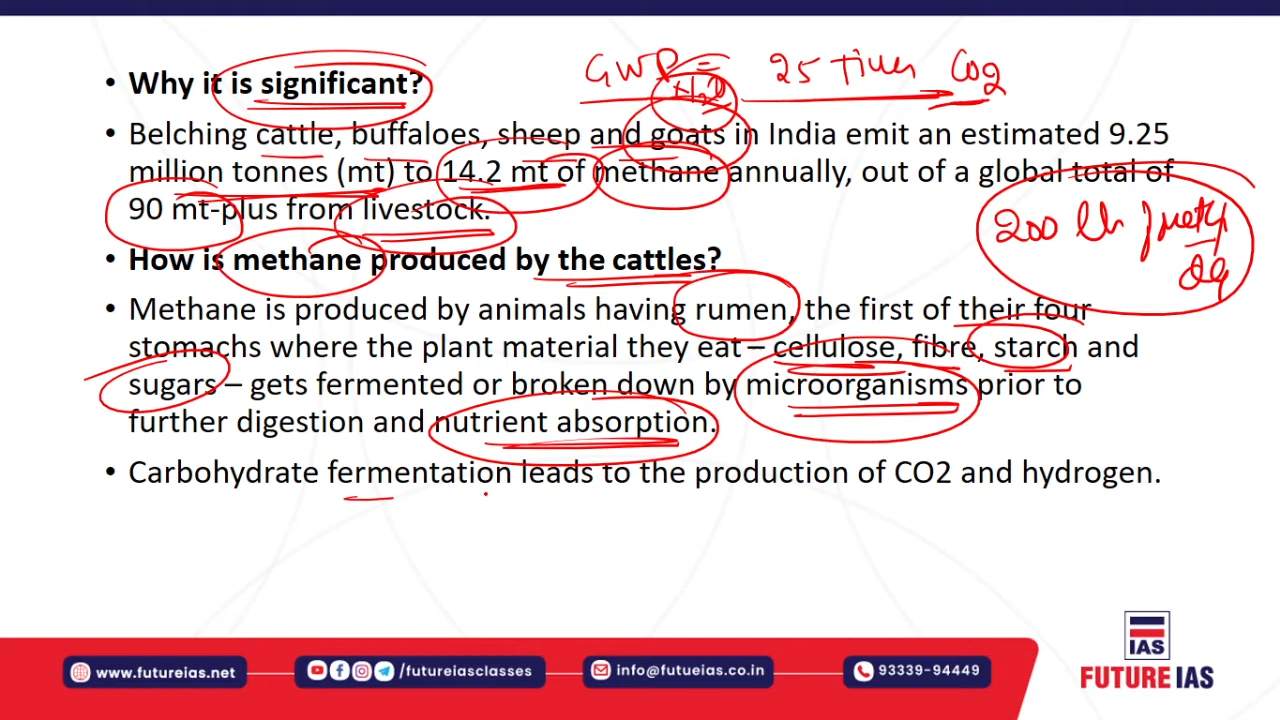 GWP = 25 times CO2
• Why it is significant?
• Belching cattle, buffaloes, sheep and goats in India emit an estimated 9.25
million tonnes (mt) to 14.2 mt of methane annually, out of a global total of
90 mt-plus from livestock.
200
• How is methane produced by the cattles?
• Methane is produced by animals having rumen, the first of their four
stomachs where the plant material they eat – cellulose, fibre, starch and
sugars – gets fermented or broken down by microorganisms prior to
further digestion and nutrient absorption.
• Carbohydrate fermentation leads to the production of CO2 and hydrogen.
IAS
FUTURE IAS
www.futureias.net
/futureiasclasses
info@futueias.co.in
93339-94449